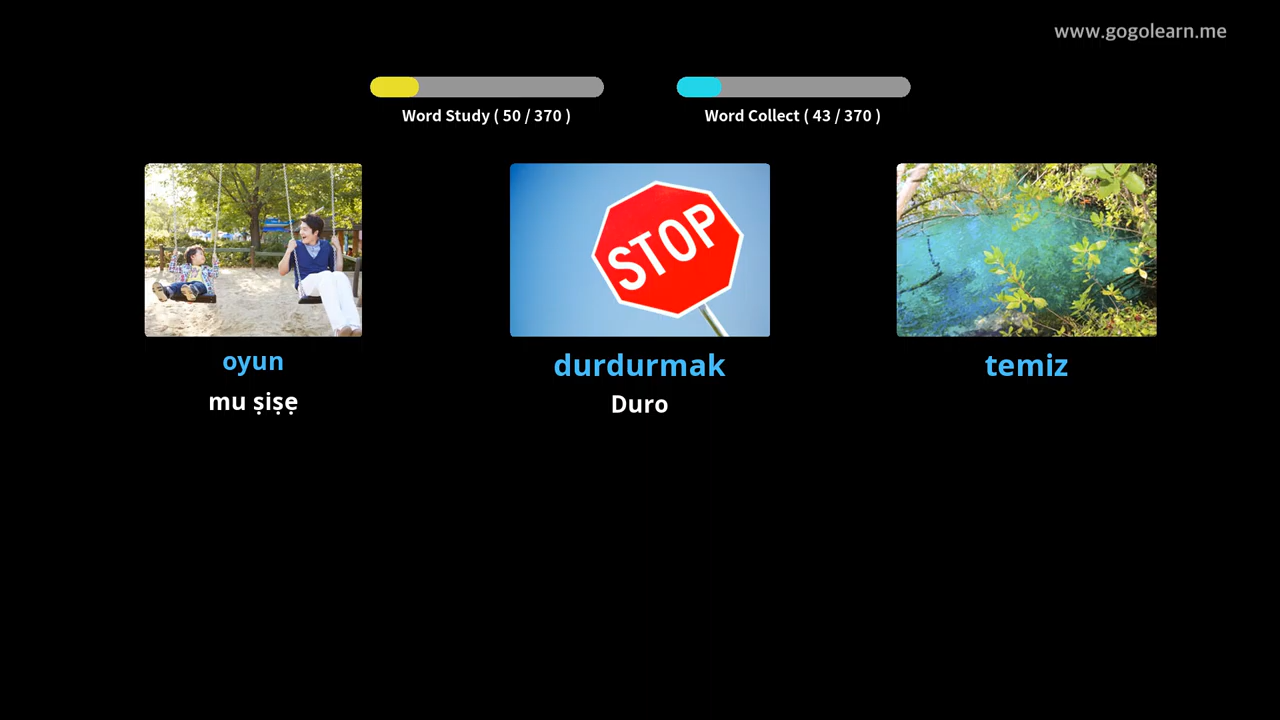 www.gogolearn.me
Word Study ( 50 / 370 )
Word Collect ( 43 / 370 )
STOP
oyun
durdurmak
temiz
mu ṣiṣẹ
Duro